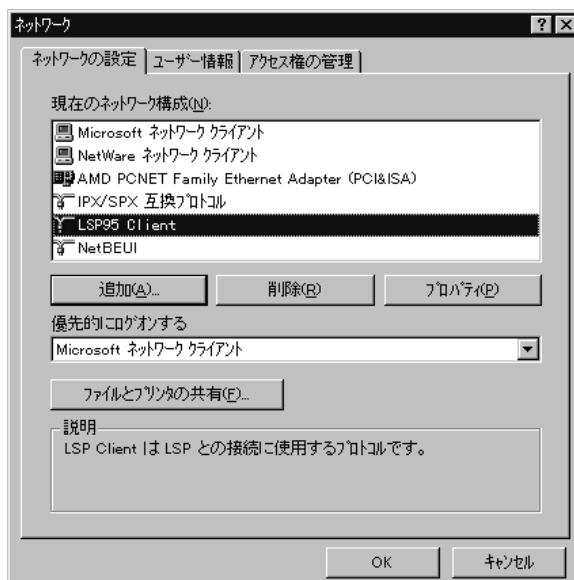 ネットワーク
ネットワークの設定 ユーザー情報 アクセス権の管理
現在のネットワーク構成(N):
Microsoft ネットワーク クライアント
NetWare ネットワーク クライアント
AMD PCNET Family Ethernet Adapter (PCI&ISA)
IPX/SPX 互換プロトコル
LSP95 Client
NetBEUI
追加(A)... 削除(R) プロパティ(P)
優先的にログオンする
Microsoft ネットワーク クライアント
ファイルとプリンタの共有(F)...
説明
LSP Client は LSP との接続に使用するプロトコルです。
OK キャンセル